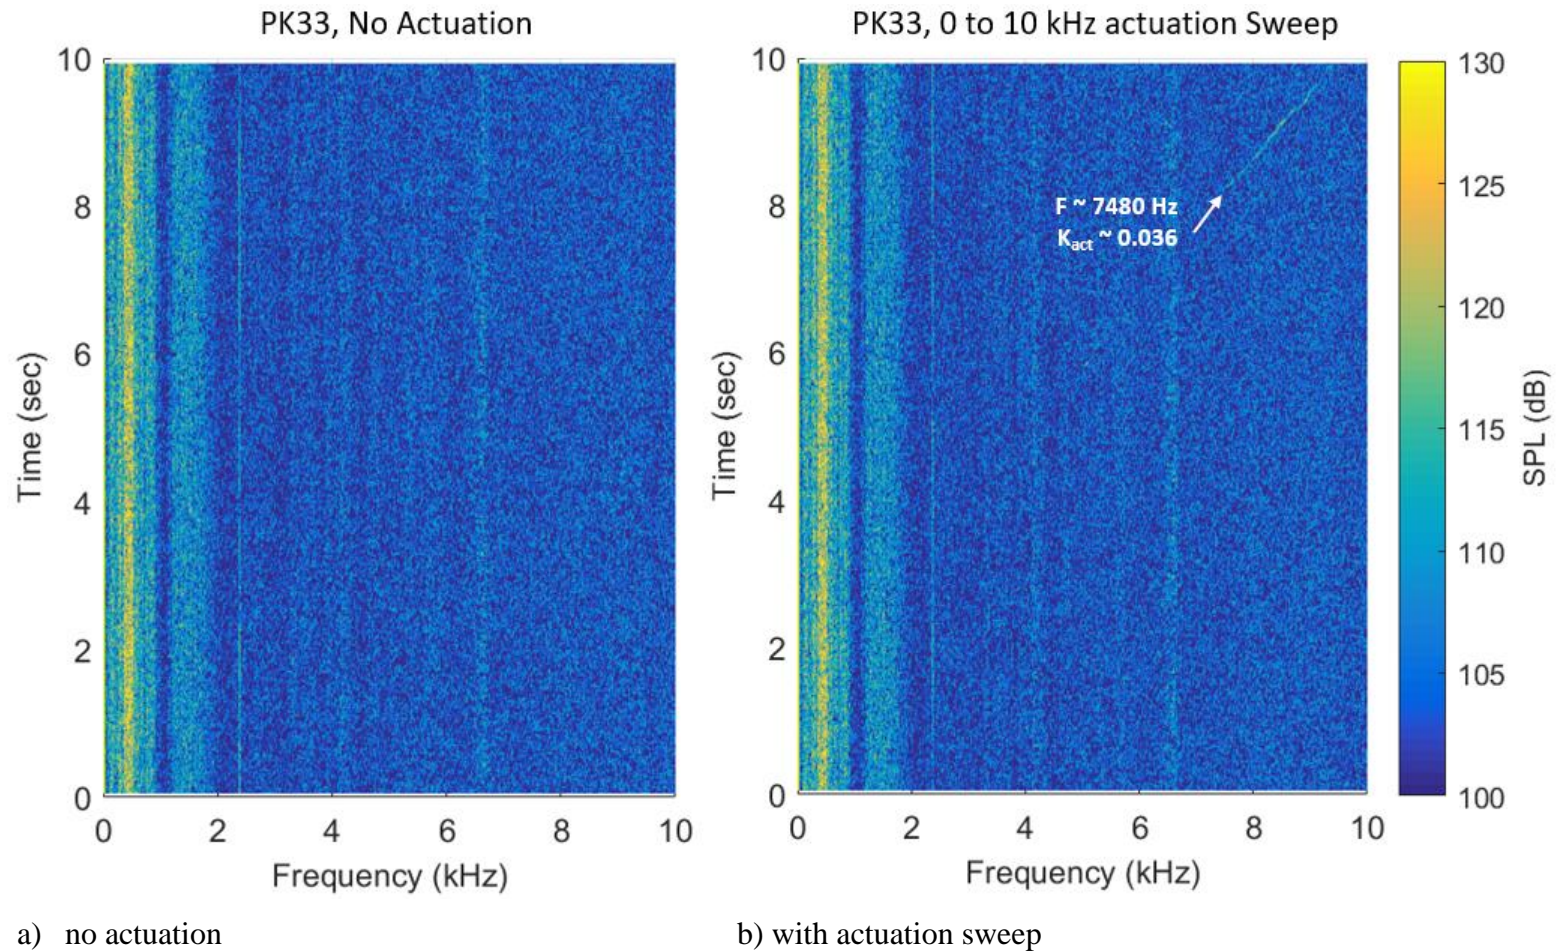 PK33, No Actuation
10
8
6
4
2
0
Time (sec)
0 2 4 6 8 10
Frequency (kHz)
a) no actuation
PK33, 0 to 10 kHz actuation Sweep
10
8
6
4
2
0
Time (sec)
F ~ 7480 Hz
Kact ~ 0.036
0 2 4 6 8 10
Frequency (kHz)
130
125
120
115
110
105
100
SPL (dB)
b) with actuation sweep